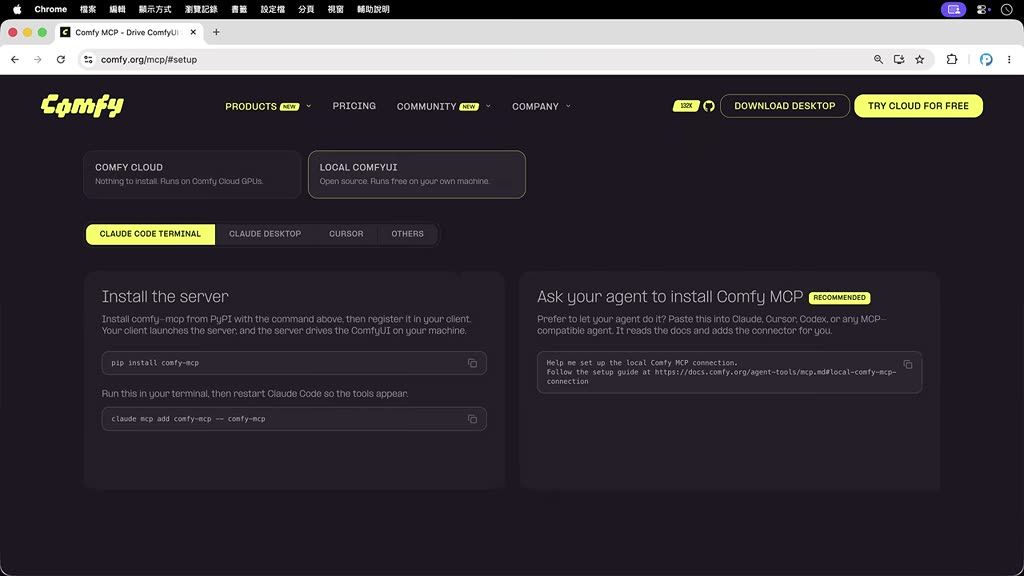 Chrome 檔案 編輯 顯示方式 瀏覽記錄 書籤 設定檔 分頁 視窗 輔助說明
Comfy MCP - Drive ComfyUI
comfy.org/mcp/#setup
Comfy
PRODUCTS NEW PRICING COMMUNITY NEW COMPANY 132K DOWNLOAD DESKTOP TRY CLOUD FOR FREE
COMFY CLOUD
Nothing to install. Runs on Comfy Cloud GPUs.
LOCAL COMFYUI
Open source. Runs free on your own machine.
CLAUDE CODE TERMINAL CLAUDE DESKTOP CURSOR OTHERS
Install the server
Install comfy-mcp from PyPI with the command above, then register it in your client.
Your client launches the server, and the server drives the ComfyUI on your machine.
pip install comfy-mcp
Run this in your terminal, then restart Claude Code so the tools appear.
claude mcp add comfy-mcp -- comfy-mcp
Ask your agent to install Comfy MCP RECOMMENDED
Prefer to let your agent do it? Paste this into Claude, Cursor, Codex, or any MCP-
compatible agent. It reads the docs and adds the connector for you.
Help me set up the local Comfy MCP connection.
Follow the setup guide at https://docs.comfy.org/agent-tools/mcp.md#local-comfy-mcp-
connection